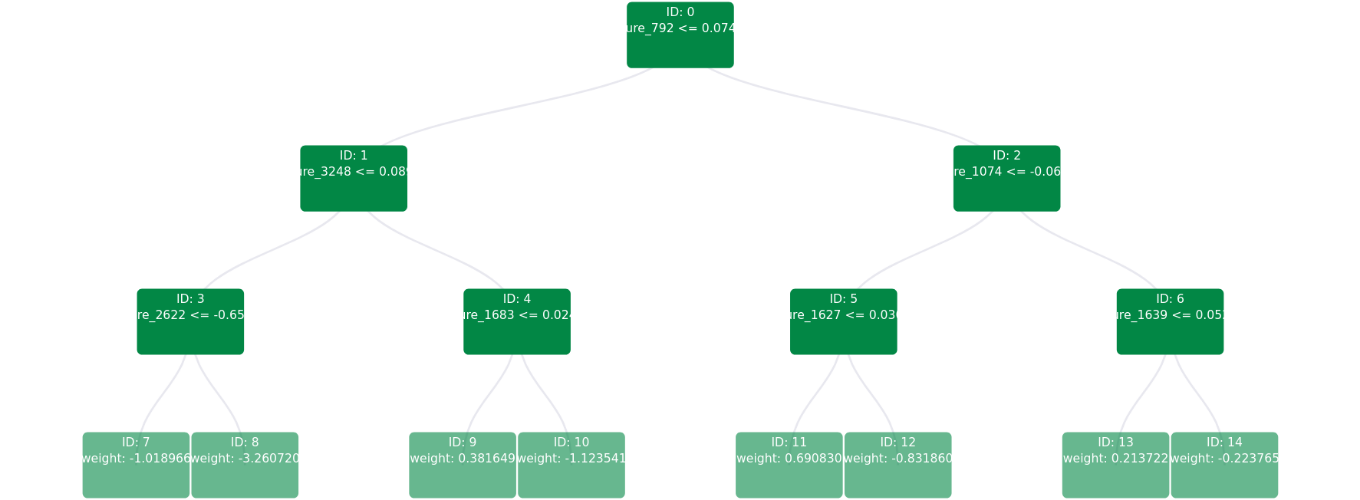 ID: 0
ure_792 <= 0.074
ID: 1
re_3248 <= 0.08
ID: 2
re_1074 <= -0.06
ID: 3
re_2622 <= -0.65
ID: 4
ure_1683 <= 0.02
ID: 5
ure_1627 <= 0.03
ID: 6
ure_1639 <= 0.05
ID: 7
weight: -1.018966
ID: 8
weight: -3.260720
ID: 9
weight: 0.381649
ID: 10
weight: -1.123541
ID: 11
weight: 0.690830
ID: 12
weight: -0.831860
ID: 13
weight: 0.213722
ID: 14
weight: -0.223765